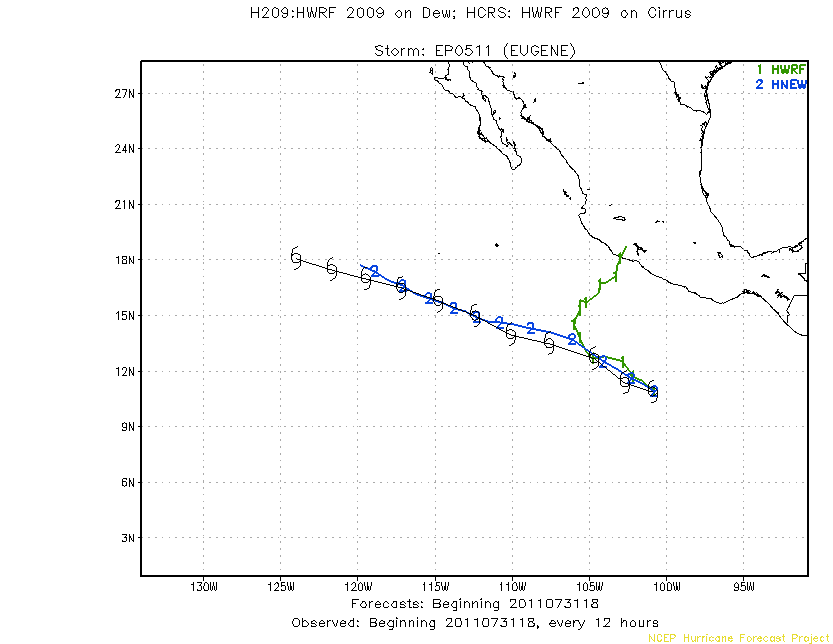 H209:HWRF 2009 on Dew; HCRS: HWRF 2009 on Cirrus
Storm: EP0511 (EUGENE)
1 HWRF
2 HNEW
27N
24N
21N
18N
15N
12N
9N
6N
3N
130W 125W 120W 115W 110W 105W 100W 95W
Forecasts: Beginning 2011073118
Observed: Beginning 2011073118, every 12 hours
NCEP Hurricane Forecast Project